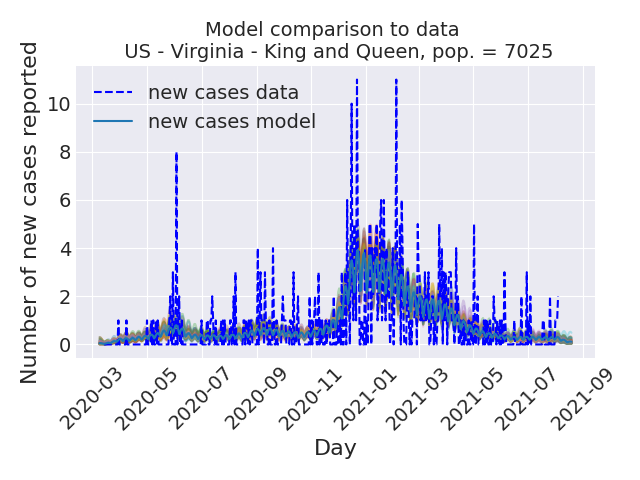 Model comparison to data
US - Virginia - King and Queen, pop. = 7025
Number of new cases reported
10
8
6
4
2
0
new cases data
new cases model
2020-03
2020-05
2020-07
2020-09
2020-11
2021-01
2021-03
2021-05
2021-07
2021-09
Day